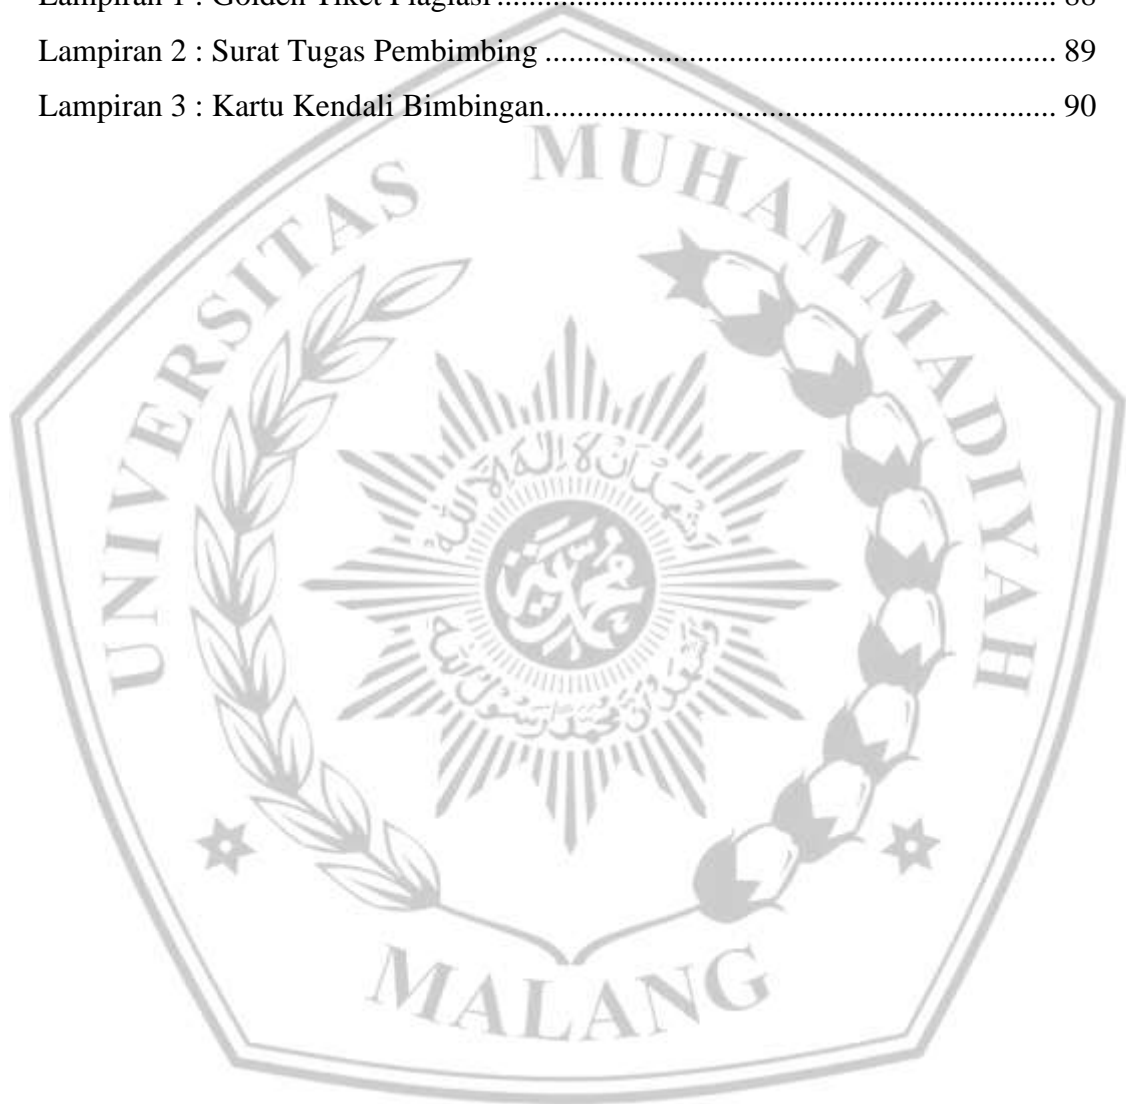 Lampiran 1 : Golden Tiket Plagiasi ...................................................................... 88
Lampiran 2 : Surat Tugas Pembimbing ................................................................ 89
Lampiran 3 : Kartu Kendali Bimbingan................................................................ 90
UNIVERSITAS MUHAMMADIYAH
MALANG